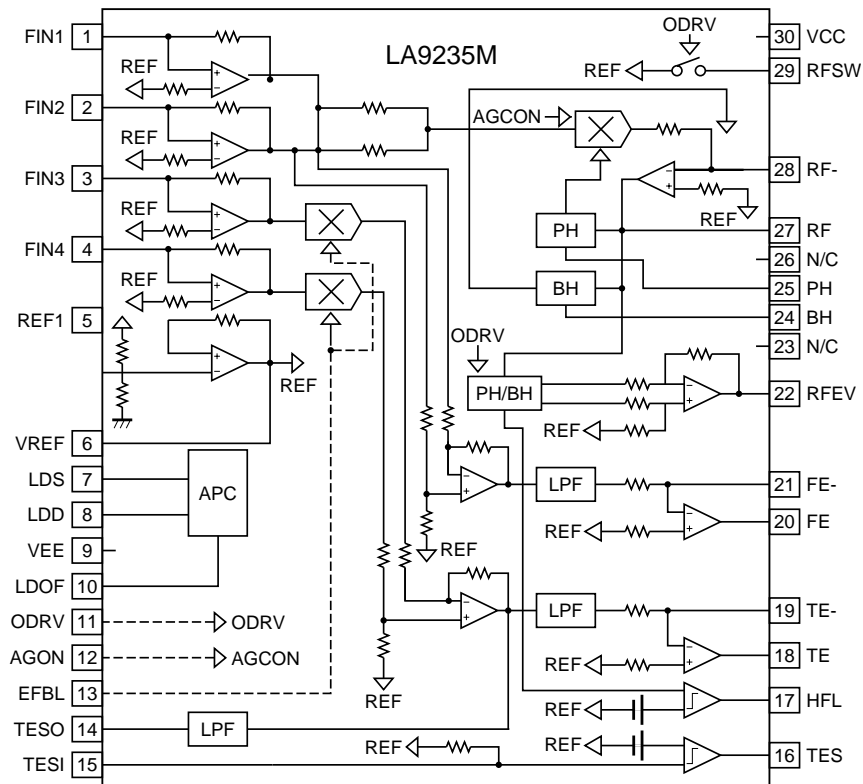 LA9235M
FIN1 1
FIN2 2
FIN3 3
FIN4 4
REF1 5
VREF 6
LDS 7
LDD 8
VEE 9
LDOF 10
ODRV 11
AGON 12
EFBL 13
TESO 14
TESI 15
30 VCC
29 RFSW
28 RF-
27 RF
26 N/C
25 PH
24 BH
23 N/C
22 RFEV
21 FE-
20 FE
19 TE-
18 TE
17 HFL
16 TES
REF
+
−
REF
+
−
REF
+
−
REF
+
−
+
−
REF
APC
ODRV
AGCON
LPF
ODRV
REF
AGCON
−
+
REF
PH
BH
ODRV
PH/BH
−
+
REF
−
+
REF
LPF
−
+
REF
−
+
REF
LPF
−
+
REF
REF
REF
REF